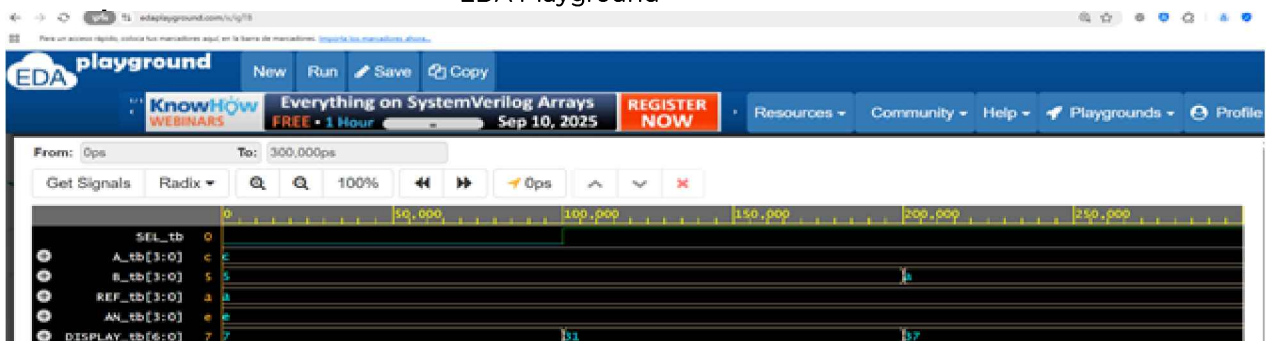 EDA Playground
edaplayground.com/x/
Para un acceso rápido, coloca tus marcadores aquí, en la barra de marcadores. Importa los marcadores ahora...
EDA playground New Run Save Copy
KnowHow WEBINARS Everything on SystemVerilog Arrays REGISTER NOW Resources Community Help Playgrounds Profile
FREE • 1 Hour Sep 10, 2025
From: 0ps To: 300,000ps
Get Signals Radix 100% 0ps
0 50,000 100,000 150,000 200,000 250,000
SEL_tb 0
A_tb[3:0] c c
B_tb[3:0] 5 5 a
REF_tb[3:0] a a
AN_tb[3:0] e e
DISPLAY_tb[6:0] 7 7 31 37